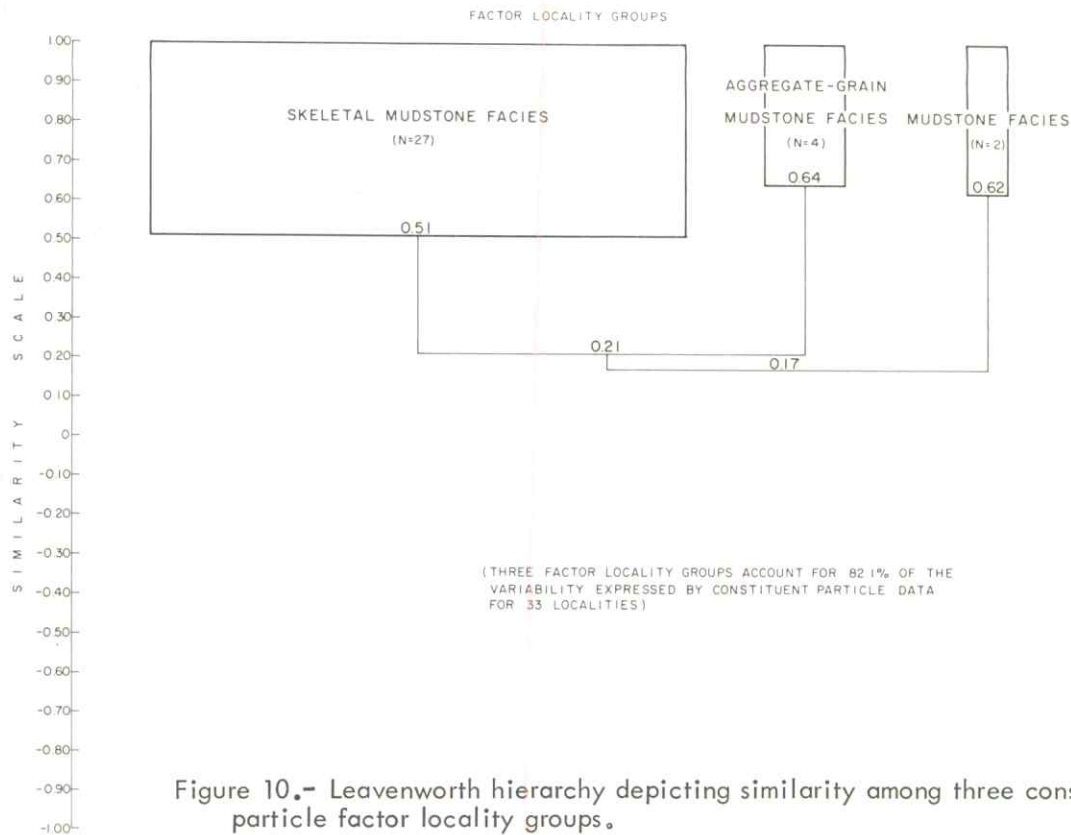 FACTOR LOCALITY GROUPS
1.00
0.90
0.80
0.70
0.60
0.50
0.40
0.30
0.20
0.10
0
-0.10
-0.20
-0.30
-0.40
-0.50
-0.60
-0.70
-0.80
-0.90
-1.00
SIMILARITY SCALE
SKELETAL MUDSTONE FACIES
(N=27)
0.51
AGGREGATE-GRAIN
MUDSTONE FACIES
(N=4)
0.64
MUDSTONE FACIES
(N=2)
0.62
0.21
0.17
(THREE FACTOR LOCALITY GROUPS ACCOUNT FOR 82.1% OF THE
VARIABILITY EXPRESSED BY CONSTITUENT PARTICLE DATA
FOR 33 LOCALITIES)
Figure 10.- Leavenworth hierarchy depicting similarity among three cons
particle factor locality groups.